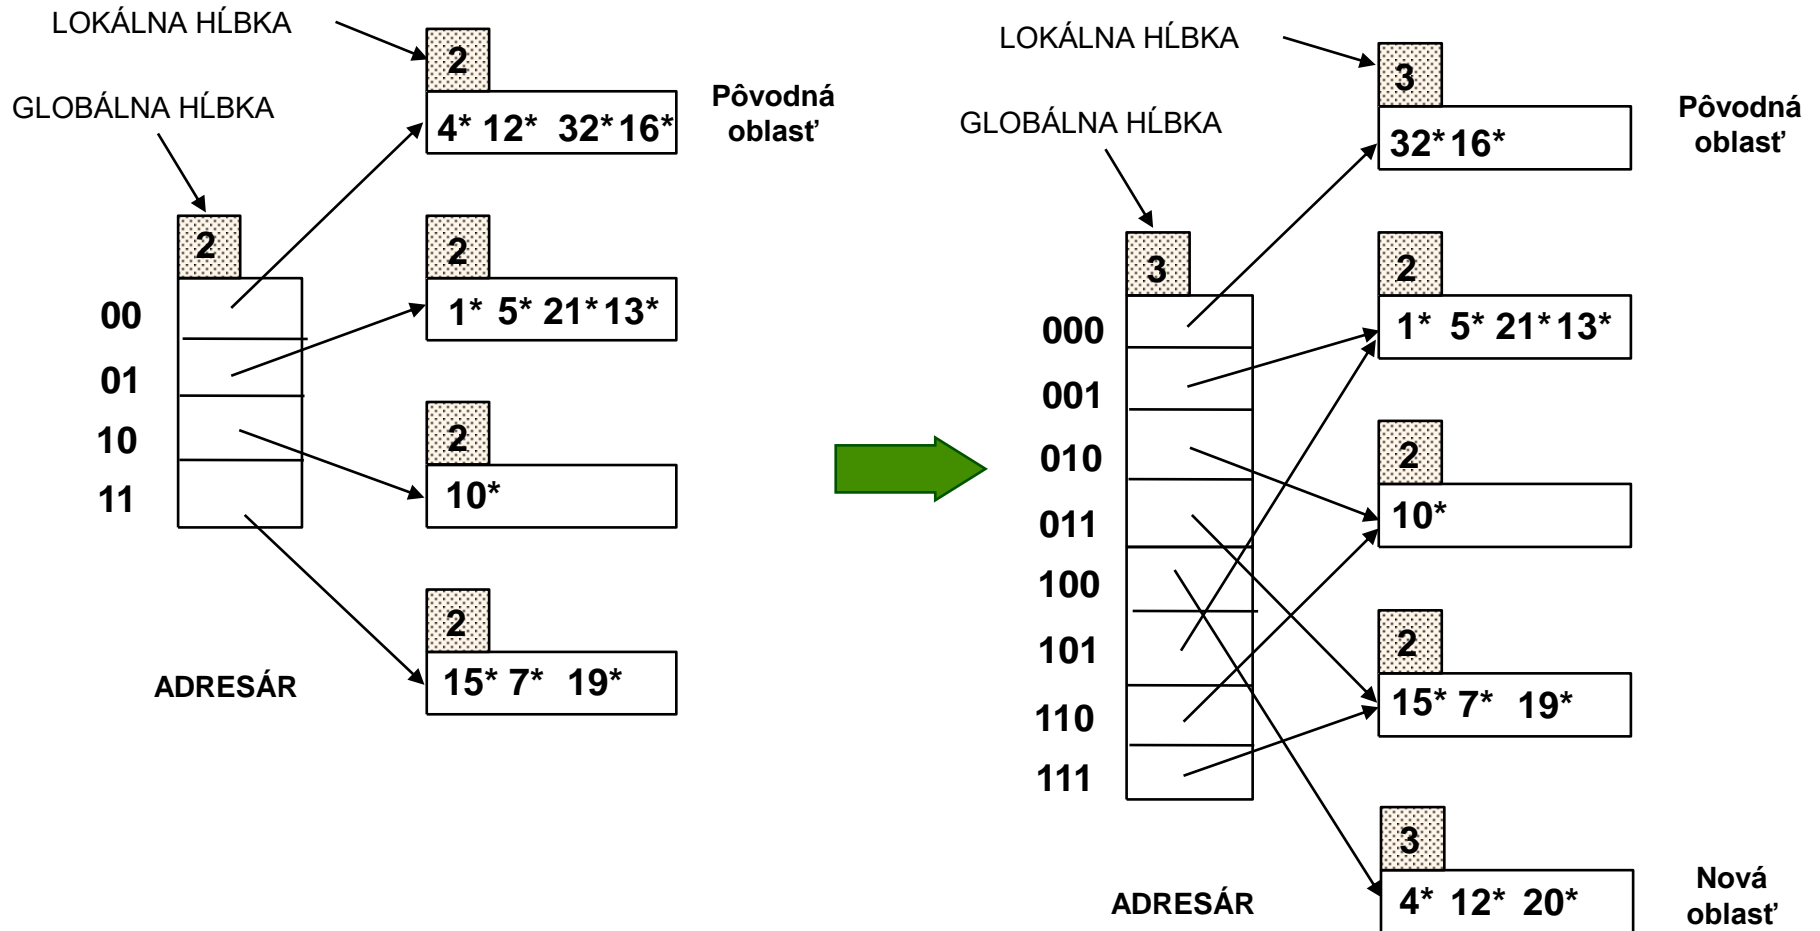 LOKÁLNA HĹBKA
2
4* 12* 32* 16*
Pôvodná
oblasť
GLOBÁLNA HĹBKA
2
00
01
10
11
2
1* 5* 21* 13*
2
10*
2
15* 7* 19*
ADRESÁR
LOKÁLNA HĹBKA
3
32* 16*
Pôvodná
oblasť
GLOBÁLNA HĹBKA
3
000
001
010
011
100
101
110
111
2
1* 5* 21* 13*
2
10*
2
15* 7* 19*
3
4* 12* 20*
Nová
oblasť
ADRESÁR